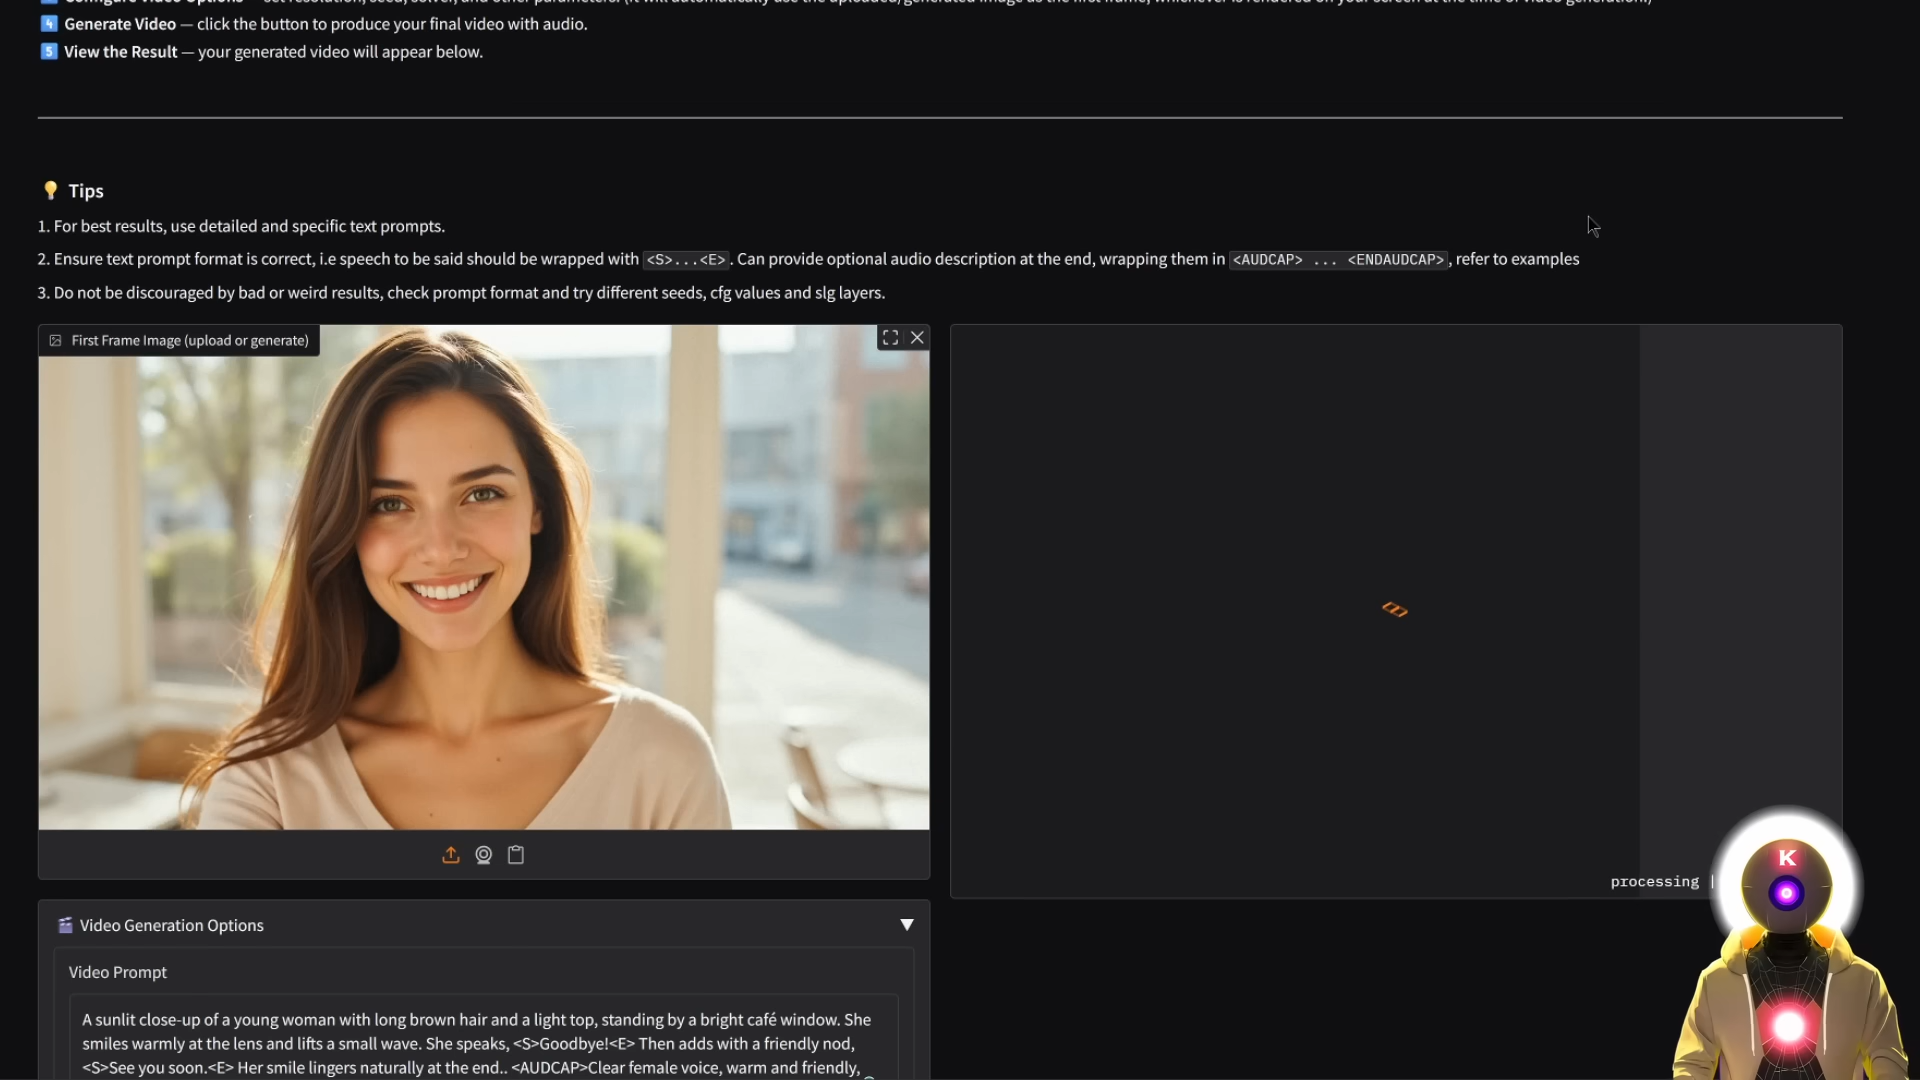 4 Generate Video — click the button to produce your final video with audio.
5 View the Result — your generated video will appear below.
💡 Tips
1. For best results, use detailed and specific text prompts.
2. Ensure text prompt format is correct, i.e speech to be said should be wrapped with <S>...<E>. Can provide optional audio description at the end, wrapping them in <AUDCAP> ... <ENDAUDCAP>, refer to examples
3. Do not be discouraged by bad or weird results, check prompt format and try different seeds, cfg values and slg layers.
First Frame Image (upload or generate)
processing |
K
Video Generation Options
Video Prompt
A sunlit close-up of a young woman with long brown hair and a light top, standing by a bright café window. She
smiles warmly at the lens and lifts a small wave. She speaks, <S>Goodbye!<E> Then adds with a friendly nod,
<S>See you soon.<E> Her smile lingers naturally at the end.. <AUDCAP>Clear female voice, warm and friendly,